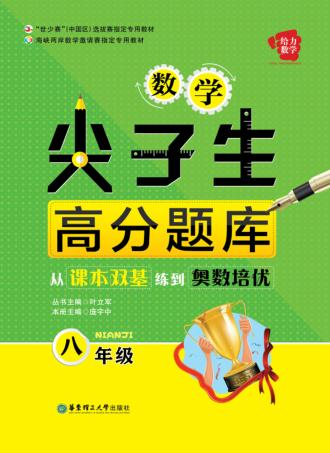 “世少赛”(中国区)选拔赛指定专用教材
海峡两岸数学邀请赛指定专用教材
给力
数学
数学
尖子生
高分题库
从课本双基练到奥数培优
丛书主编●叶立军
本册主编●庞宇中
NIANJI
八年级
华东理工大学出版社